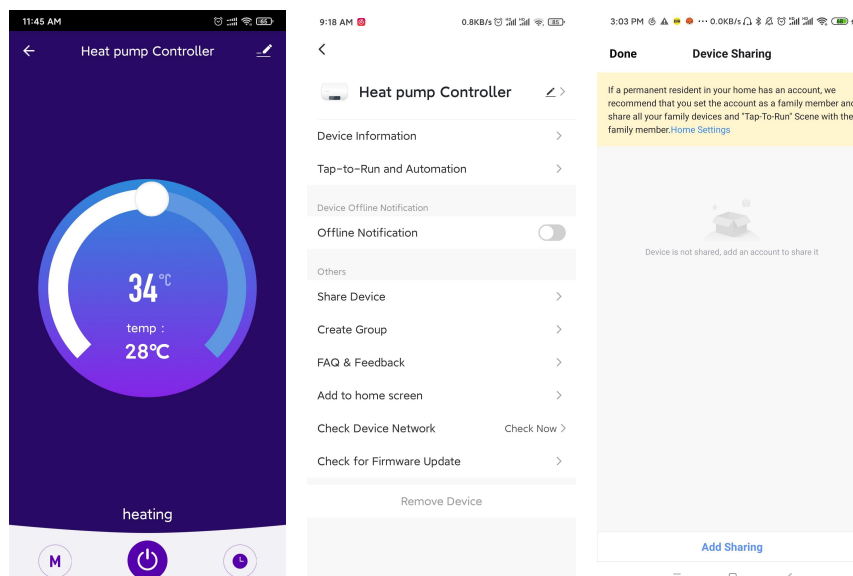 11:45 AM
65
Heat pump Controller
34°C
temp :
28°C
heating
M
9:18 AM
0.8KB/s
85
Heat pump Controller
Device Information
Tap-to-Run and Automation
Device Offline Notification
Offline Notification
Others
Share Device
Create Group
FAQ & Feedback
Add to home screen
Check Device Network
Check Now
Check for Firmware Update
Remove Device
3:03 PM
... 0.0KB/s
Done
Device Sharing
If a permanent resident in your home has an account, we
recommend that you set the account as a family member and
share all your family devices and "Tap-To-Run" Scene with the
family member.Home Settings
Device is not shared, add an account to share it
Add Sharing